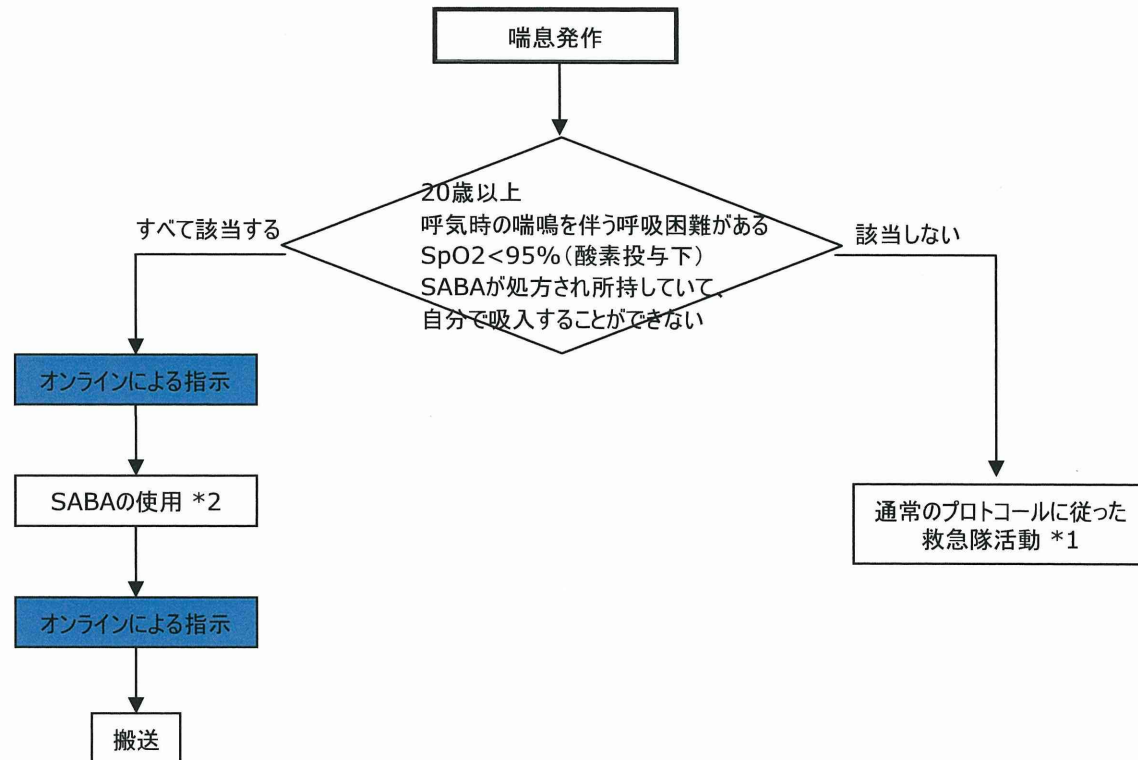 喘息発作
20歳以上
呼気時の喘鳴を伴う呼吸困難がある
SpO2<95%(酸素投与下)
SABAが処方され所持していて、
自分で吸入することができない
すべて該当する
該当しない
オンラインによる指示
SABAの使用 *2
オンラインによる指示
搬送
通常のプロトコールに従った
救急隊活動 *1